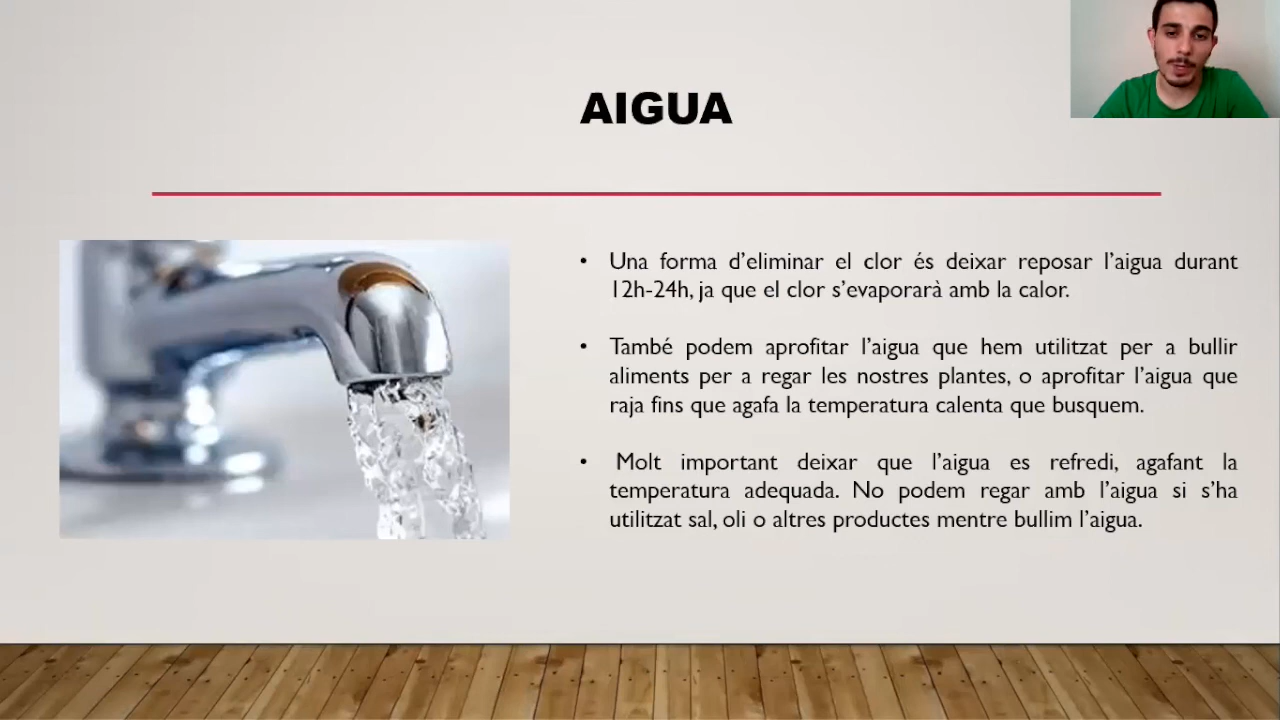 AIGUA
• Una forma d’eliminar el clor és deixar reposar l’aigua durant
12h-24h, ja que el clor s’evaporarà amb la calor.
• També podem aprofitar l’aigua que hem utilitzat per a bullir
aliments per a regar les nostres plantes, o aprofitar l’aigua que
raja fins que agafa la temperatura calenta que busquem.
• Molt important deixar que l’aigua es refredi, agafant la
temperatura adequada. No podem regar amb l’aigua si s’ha
utilitzat sal, oli o altres productes mentre bullim l’aigua.